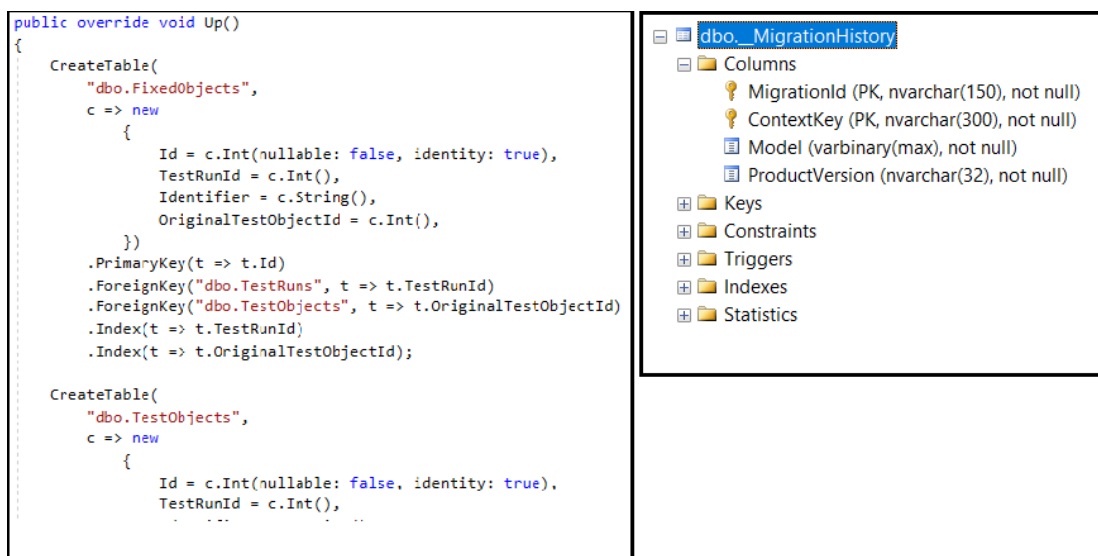 public override void Up()
{
CreateTable(
"dbo.FixedObjects",
c => new
{
Id = c.Int(nullable: false, identity: true),
TestRunId = c.Int(),
Identifier = c.String(),
OriginalTestObjectId = c.Int(),
})
.PrimaryKey(t => t.Id)
.ForeignKey("dbo.TestRuns", t => t.TestRunId)
.ForeignKey("dbo.TestObjects", t => t.OriginalTestObjectId)
.Index(t => t.TestRunId)
.Index(t => t.OriginalTestObjectId);
CreateTable(
"dbo.TestObjects",
c => new
{
Id = c.Int(nullable: false, identity: true),
TestRunId = c.Int(),
dbo.__MigrationHistory
Columns
MigrationId (PK, nvarchar(150), not null)
ContextKey (PK, nvarchar(300), not null)
Model (varbinary(max), not null)
ProductVersion (nvarchar(32), not null)
Keys
Constraints
Triggers
Indexes
Statistics